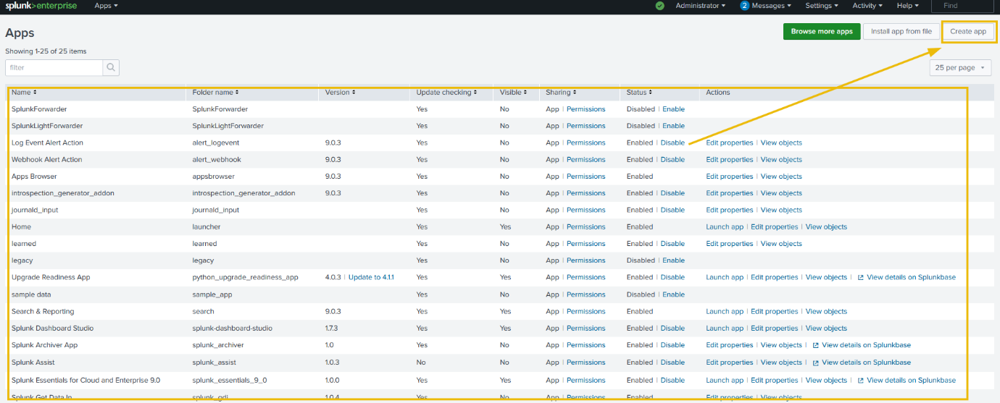 splunk>enterprise Apps Administrator 2 Messages Settings Activity Help Find
Apps Browse more apps Install app from file Create app
Showing 1-25 of 25 items
filter 25 per page
Name Folder name Version Update checking Visible Sharing Status Actions
SplunkForwarder SplunkForwarder Yes No App | Permissions Disabled | Enable
SplunkLightForwarder SplunkLightForwarder Yes No App | Permissions Disabled | Enable
Log Event Alert Action alert_logevent 9.0.3 Yes No App | Permissions Enabled | Disable Edit properties | View objects
Webhook Alert Action alert_webhook 9.0.3 Yes No App | Permissions Enabled | Disable Edit properties | View objects
Apps Browser appsbrowser 9.0.3 Yes No App | Permissions Enabled Edit properties | View objects
introspection_generator_addon introspection_generator_addon 9.0.3 Yes No App | Permissions Enabled | Disable Edit properties | View objects
journald_input journald_input Yes No App | Permissions Enabled | Disable Edit properties | View objects
Home launcher Yes Yes App | Permissions Enabled Launch app | Edit properties | View objects
learned learned Yes No App | Permissions Enabled | Disable Edit properties | View objects
legacy legacy Yes No App | Permissions Disabled | Enable
Upgrade Readiness App python_upgrade_readiness_app 4.0.3 | Update to 4.1.1 Yes Yes App | Permissions Enabled | Disable Launch app | Edit properties | View objects | View details on Splunkbase
sample data sample_app Yes No App | Permissions Disabled | Enable
Search & Reporting search 9.0.3 Yes Yes App | Permissions Enabled Launch app | Edit properties | View objects
Splunk Dashboard Studio splunk-dashboard-studio 1.7.3 Yes Yes App | Permissions Enabled | Disable Launch app | Edit properties | View objects
Splunk Archiver App splunk_archiver 1.0 Yes No App | Permissions Enabled | Disable Edit properties | View objects | View details on Splunkbase
Splunk Assist splunk_assist 1.0.3 No No App | Permissions Enabled | Disable Edit properties | View objects | View details on Splunkbase
Splunk Essentials for Cloud and Enterprise 9.0 splunk_essentials_9_0 1.0.0 Yes Yes App | Permissions Enabled | Disable Launch app | Edit properties | View objects | View details on Splunkbase
Splunk Get Data In splunk_gdi 1.0.4 Yes No App | Permissions Enabled | Disable Edit properties | View objects